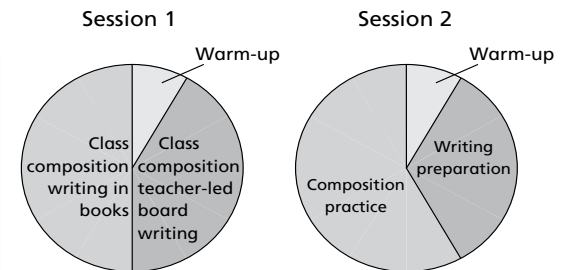 Session 1
Warm-up
Class
composition
writing in
books
Class
composition
teacher-led
board
writing
Session 2
Warm-up
Writing
preparation
Composition
practice